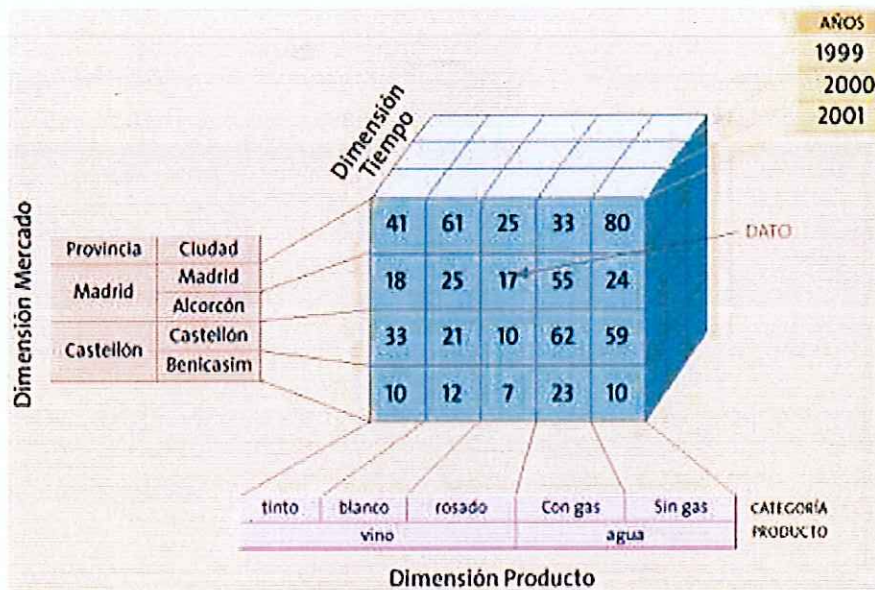 AÑOS
1999
2000
2001
Dimensión
Tiempo
Dimensión Mercado
Provincia Ciudad
Madrid Madrid
Alcorcón
Castellón Castellón
Benicasim
41 61 25 33 80
18 25 17 55 24
33 21 10 62 59
10 12 7 23 10
DATO
tinto blanco rosado Con gas Sin gas CATEGORÍA
vino agua PRODUCTO
Dimensión Producto